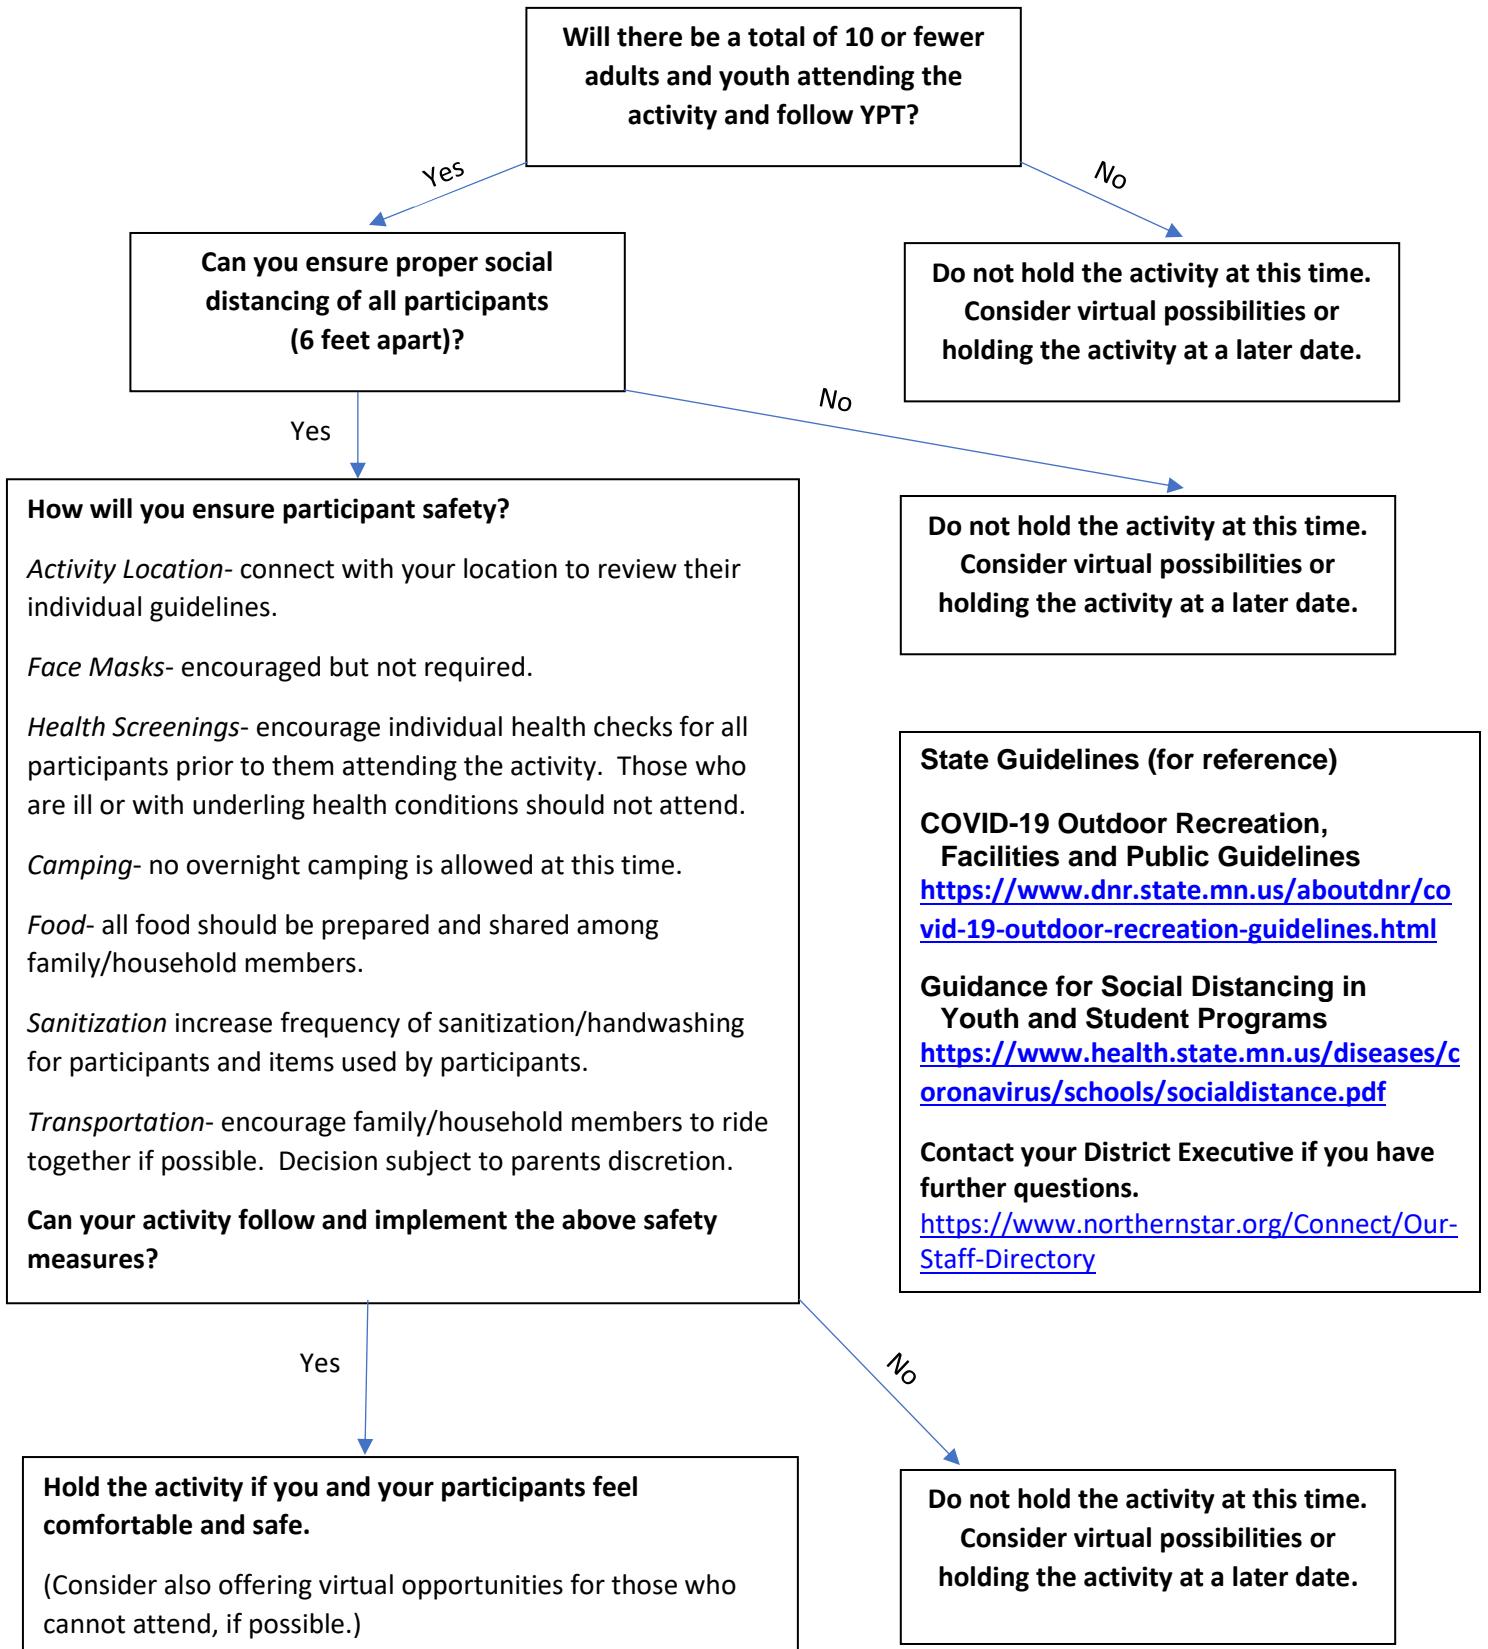 Will there be a total of 10 or fewer
adults and youth attending the
activity and follow YPT?
Yes
No
Can you ensure proper social
distancing of all participants
(6 feet apart)?
Do not hold the activity at this time.
Consider virtual possibilities or
holding the activity at a later date.
Yes
No
How will you ensure participant safety?
Activity Location- connect with your location to review their
individual guidelines.
Face Masks- encouraged but not required.
Health Screenings- encourage individual health checks for all
participants prior to them attending the activity.  Those who
are ill or with underling health conditions should not attend.
Camping- no overnight camping is allowed at this time.
Food- all food should be prepared and shared among
family/household members.
Sanitization increase frequency of sanitization/handwashing
for participants and items used by participants.
Transportation- encourage family/household members to ride
together if possible.  Decision subject to parents discretion.
Can your activity follow and implement the above safety
measures?
Do not hold the activity at this time.
Consider virtual possibilities or
holding the activity at a later date.
State Guidelines (for reference)
COVID-19 Outdoor Recreation,
Facilities and Public Guidelines
https://www.dnr.state.mn.us/aboutdnr/co
vid-19-outdoor-recreation-guidelines.html
Guidance for Social Distancing in
Youth and Student Programs
https://www.health.state.mn.us/diseases/c
oronavirus/schools/socialdistance.pdf
Contact your District Executive if you have
further questions.
https://www.northernstar.org/Connect/Our-
Staff-Directory
Yes
No
Hold the activity if you and your participants feel
comfortable and safe.
(Consider also offering virtual opportunities for those who
cannot attend, if possible.)
Do not hold the activity at this time.
Consider virtual possibilities or
holding the activity at a later date.